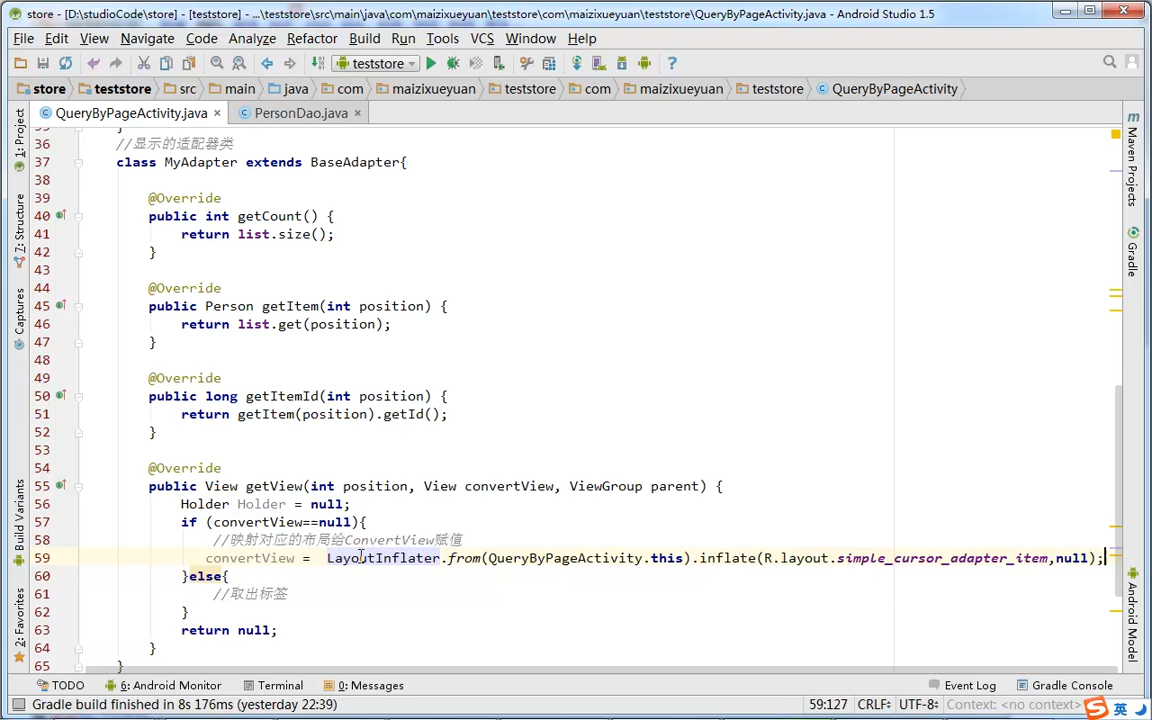 store - [D:\studioCode\store] - [teststore] - ...\teststore\src\main\java\com\maizixueyuan\teststore\com\maizixueyuan\teststore\QueryByPageActivity.java - Android Studio 1.5
File Edit View Navigate Code Analyze Refactor Build Run Tools VCS Window Help
teststore
store teststore src main java com maizixueyuan teststore com maizixueyuan teststore QueryByPageActivity
QueryByPageActivity.java PersonDao.java
36 //显示的适配器类
37 class MyAdapter extends BaseAdapter{
38
39 @Override
40 public int getCount() {
41 return list.size();
42 }
43
44 @Override
45 public Person getItem(int position) {
46 return list.get(position);
47 }
48
49 @Override
50 public long getItemId(int position) {
51 return getItem(position).getId();
52 }
53
54 @Override
55 public View getView(int position, View convertView, ViewGroup parent) {
56 Holder Holder = null;
57 if (convertView==null){
58 //映射对应的布局给ConvertView赋值
59 convertView = LayoutInflater.from(QueryByPageActivity.this).inflate(R.layout.simple_cursor_adapter_item,null);
60 }else{
61 //取出标签
62 }
63 return null;
64 }
65 }
1: Project
7: Structure
Captures
Build Variants
2: Favorites
Maven Projects
Gradle
Android Model
TODO 6: Android Monitor Terminal 0: Messages Event Log Gradle Console
Gradle build finished in 8s 176ms (yesterday 22:39) 59:127 CRLF UTF-8 Context: <no context>
S 英